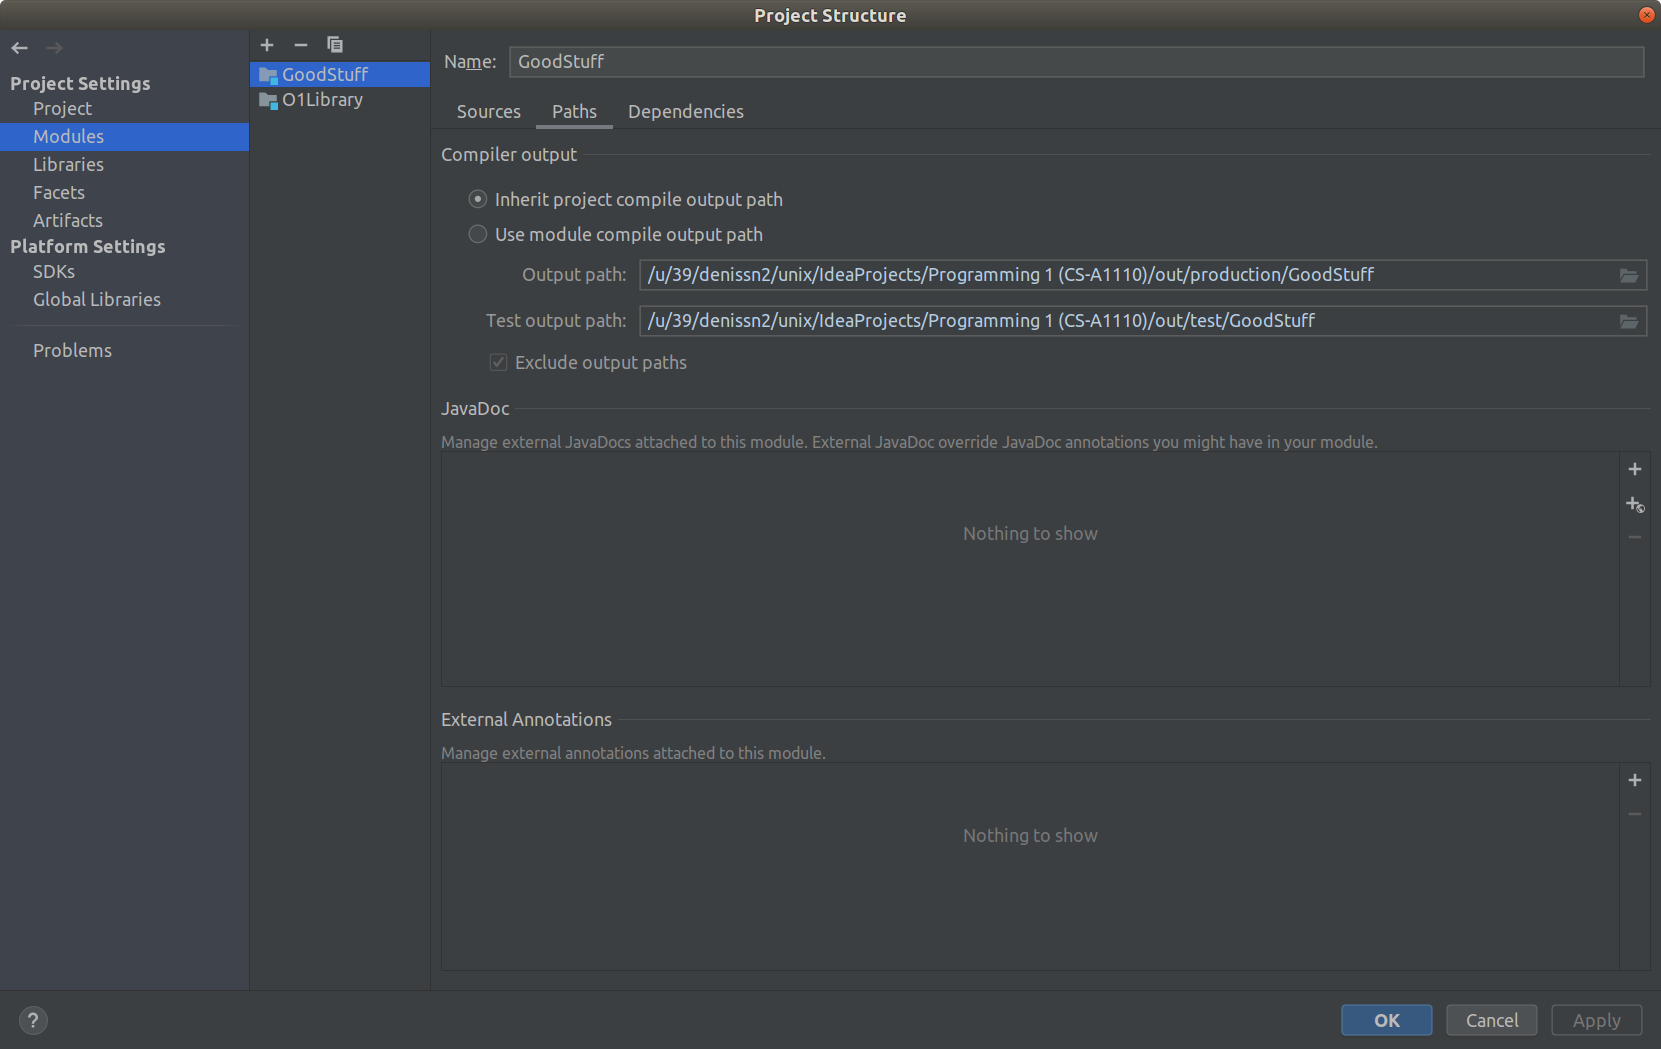 Project Structure
Project Settings
Project
Modules
Libraries
Facets
Artifacts
Platform Settings
SDKs
Global Libraries
Problems
GoodStuff
O1Library
Name: GoodStuff
Sources Paths Dependencies
Compiler output
Inherit project compile output path
Use module compile output path
Output path: /u/39/denissn2/unix/IdeaProjects/Programming 1 (CS-A1110)/out/production/GoodStuff
Test output path: /u/39/denissn2/unix/IdeaProjects/Programming 1 (CS-A1110)/out/test/GoodStuff
Exclude output paths
JavaDoc
Manage external JavaDocs attached to this module. External JavaDoc override JavaDoc annotations you might have in your module.
Nothing to show
External Annotations
Manage external annotations attached to this module.
Nothing to show
?
OK Cancel Apply